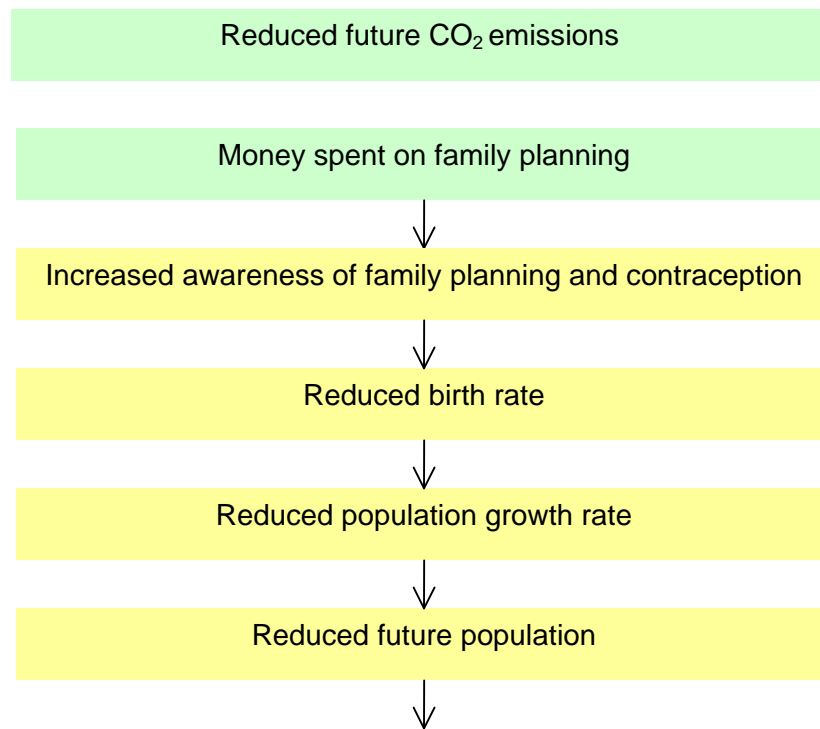 Reduced future CO₂ emissions
Money spent on family planning
Increased awareness of family planning and contraception
Reduced birth rate
Reduced population growth rate
Reduced future population